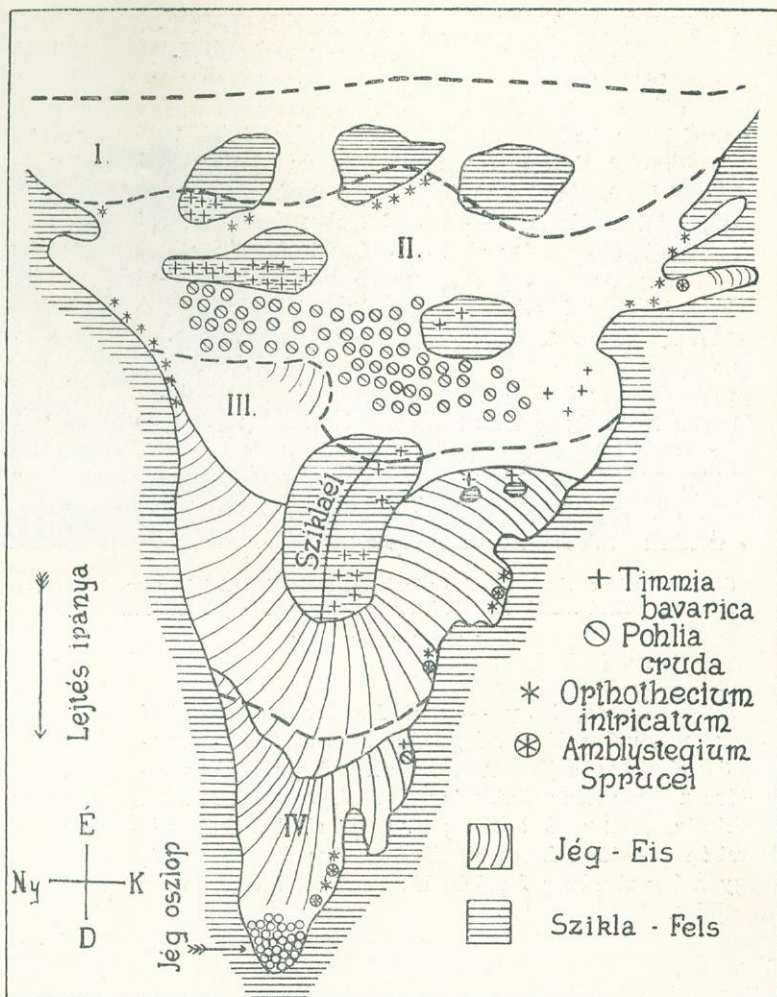 I.
II.
III.
Sziklaél
IV.
Lejtés iránya
É
Ny
K
D
Jég oszlop
+ Timmia
bavarica
Pohlia
cruda
Orthothecium
intricatum
Amblystegium
Sprucei
Jég - Eis
Szikla - Fels